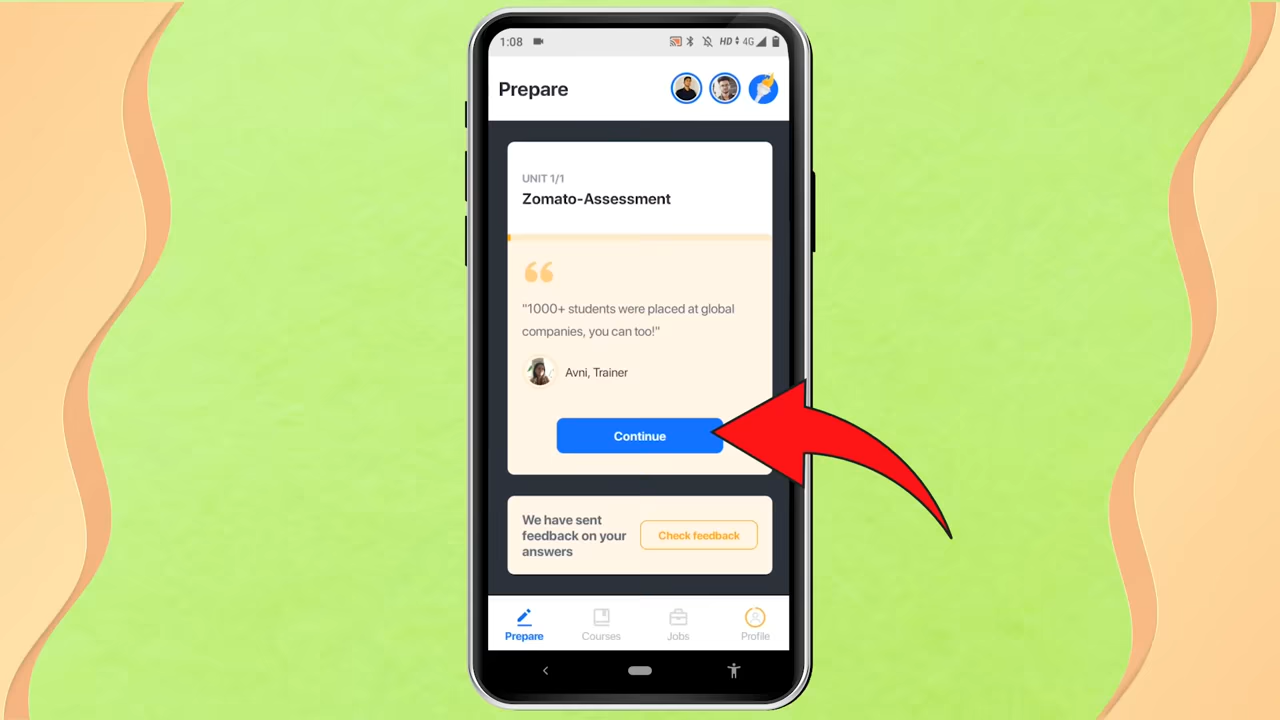 1:08
HD 4G
Prepare
UNIT 1/1
Zomato-Assessment
"1000+ students were placed at global
companies, you can too!"
Avni, Trainer
Continue
We have sent
feedback on your
answers
Check feedback
Prepare
Courses
Jobs
Profile